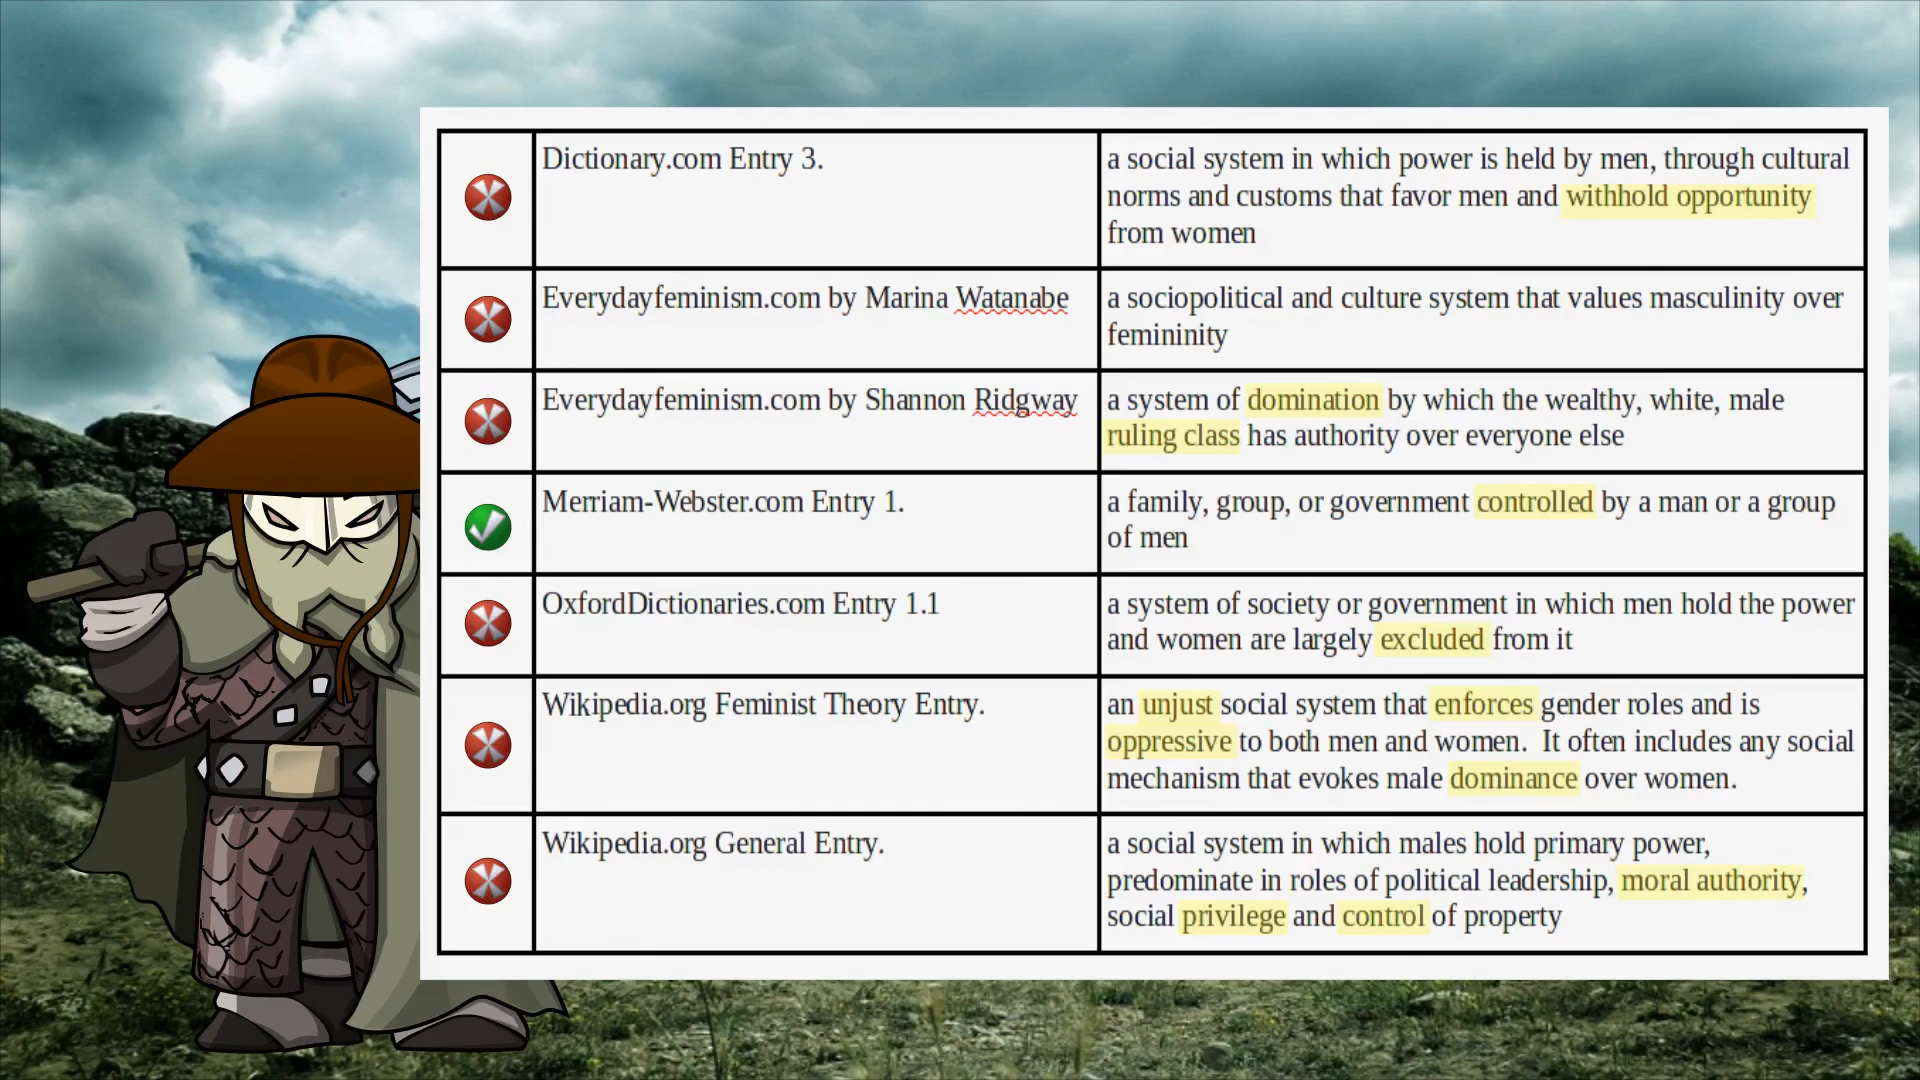 Dictionary.com Entry 3.
a social system in which power is held by men, through cultural
norms and customs that favor men and withhold opportunity
from women
Everydayfeminism.com by Marina Watanabe
a sociopolitical and culture system that values masculinity over
femininity
Everydayfeminism.com by Shannon Ridgway
a system of domination by which the wealthy, white, male
ruling class has authority over everyone else
Merriam-Webster.com Entry 1.
a family, group, or government controlled by a man or a group
of men
OxfordDictionaries.com Entry 1.1
a system of society or government in which men hold the power
and women are largely excluded from it
Wikipedia.org Feminist Theory Entry.
an unjust social system that enforces gender roles and is
oppressive to both men and women. It often includes any social
mechanism that evokes male dominance over women.
Wikipedia.org General Entry.
a social system in which males hold primary power,
predominate in roles of political leadership, moral authority,
social privilege and control of property